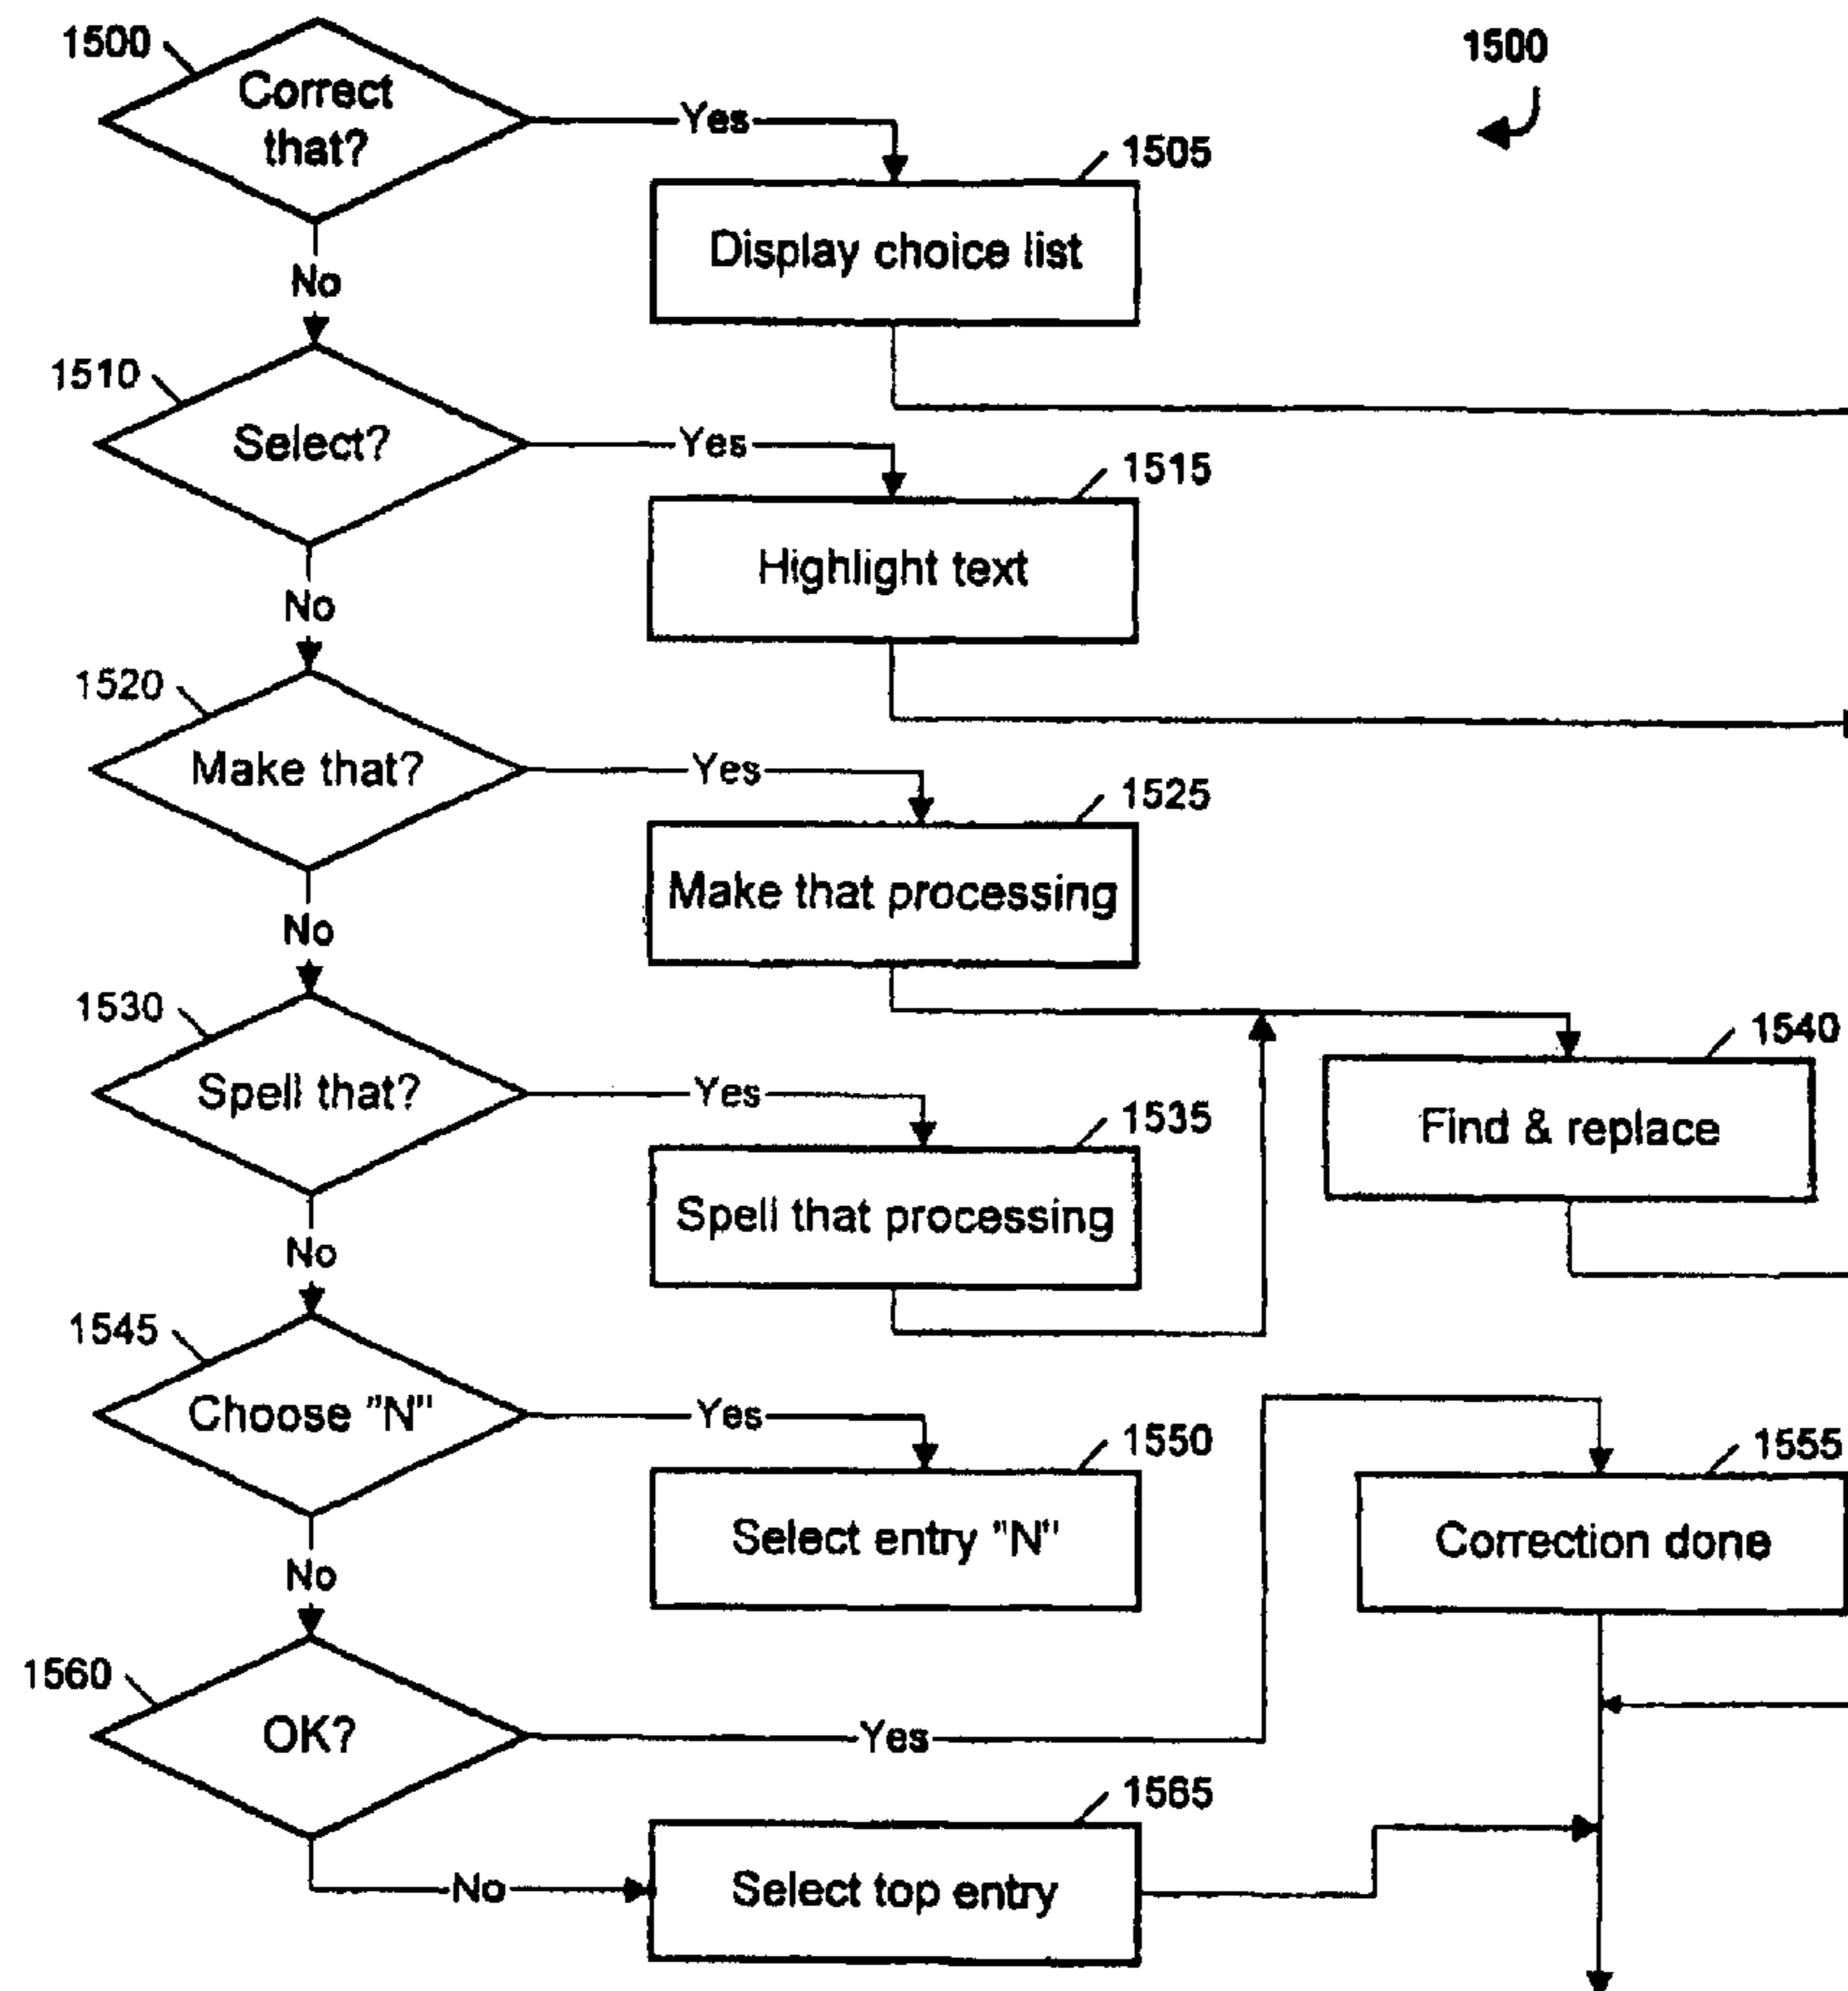 1500
Correct
that?
Yes
1500
1505
Display choice list
No
1510
Select?
Yes
1515
Highlight text
No
1520
Make that?
Yes
1525
Make that processing
No
1530
Spell that?
Yes
1535
Spell that processing
1540
Find & replace
No
1545
Choose "N"
Yes
1550
Select entry "N"
1555
Correction done
No
1560
OK?
Yes
1565
No
Select top entry